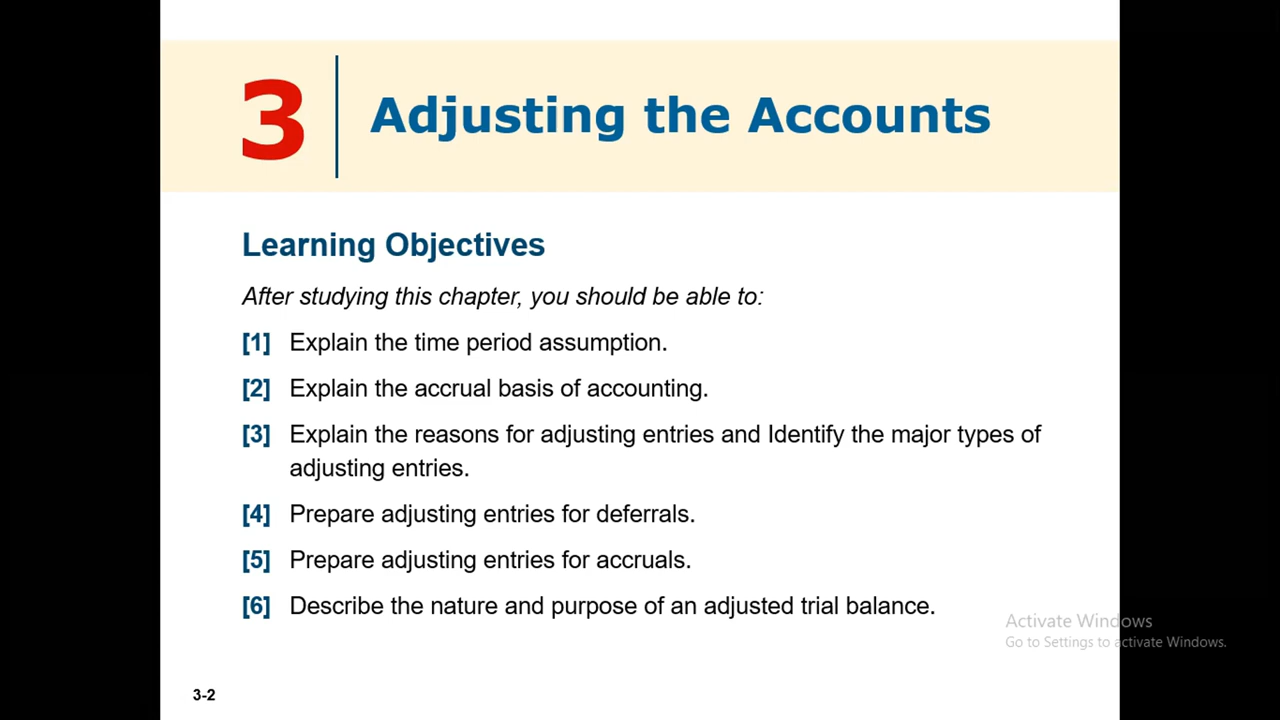 3
Adjusting the Accounts
Learning Objectives
After studying this chapter, you should be able to:
[1] Explain the time period assumption.
[2] Explain the accrual basis of accounting.
[3] Explain the reasons for adjusting entries and Identify the major types of
adjusting entries.
[4] Prepare adjusting entries for deferrals.
[5] Prepare adjusting entries for accruals.
[6] Describe the nature and purpose of an adjusted trial balance.
Activate Windows
Go to Settings to activate Windows.
3-2